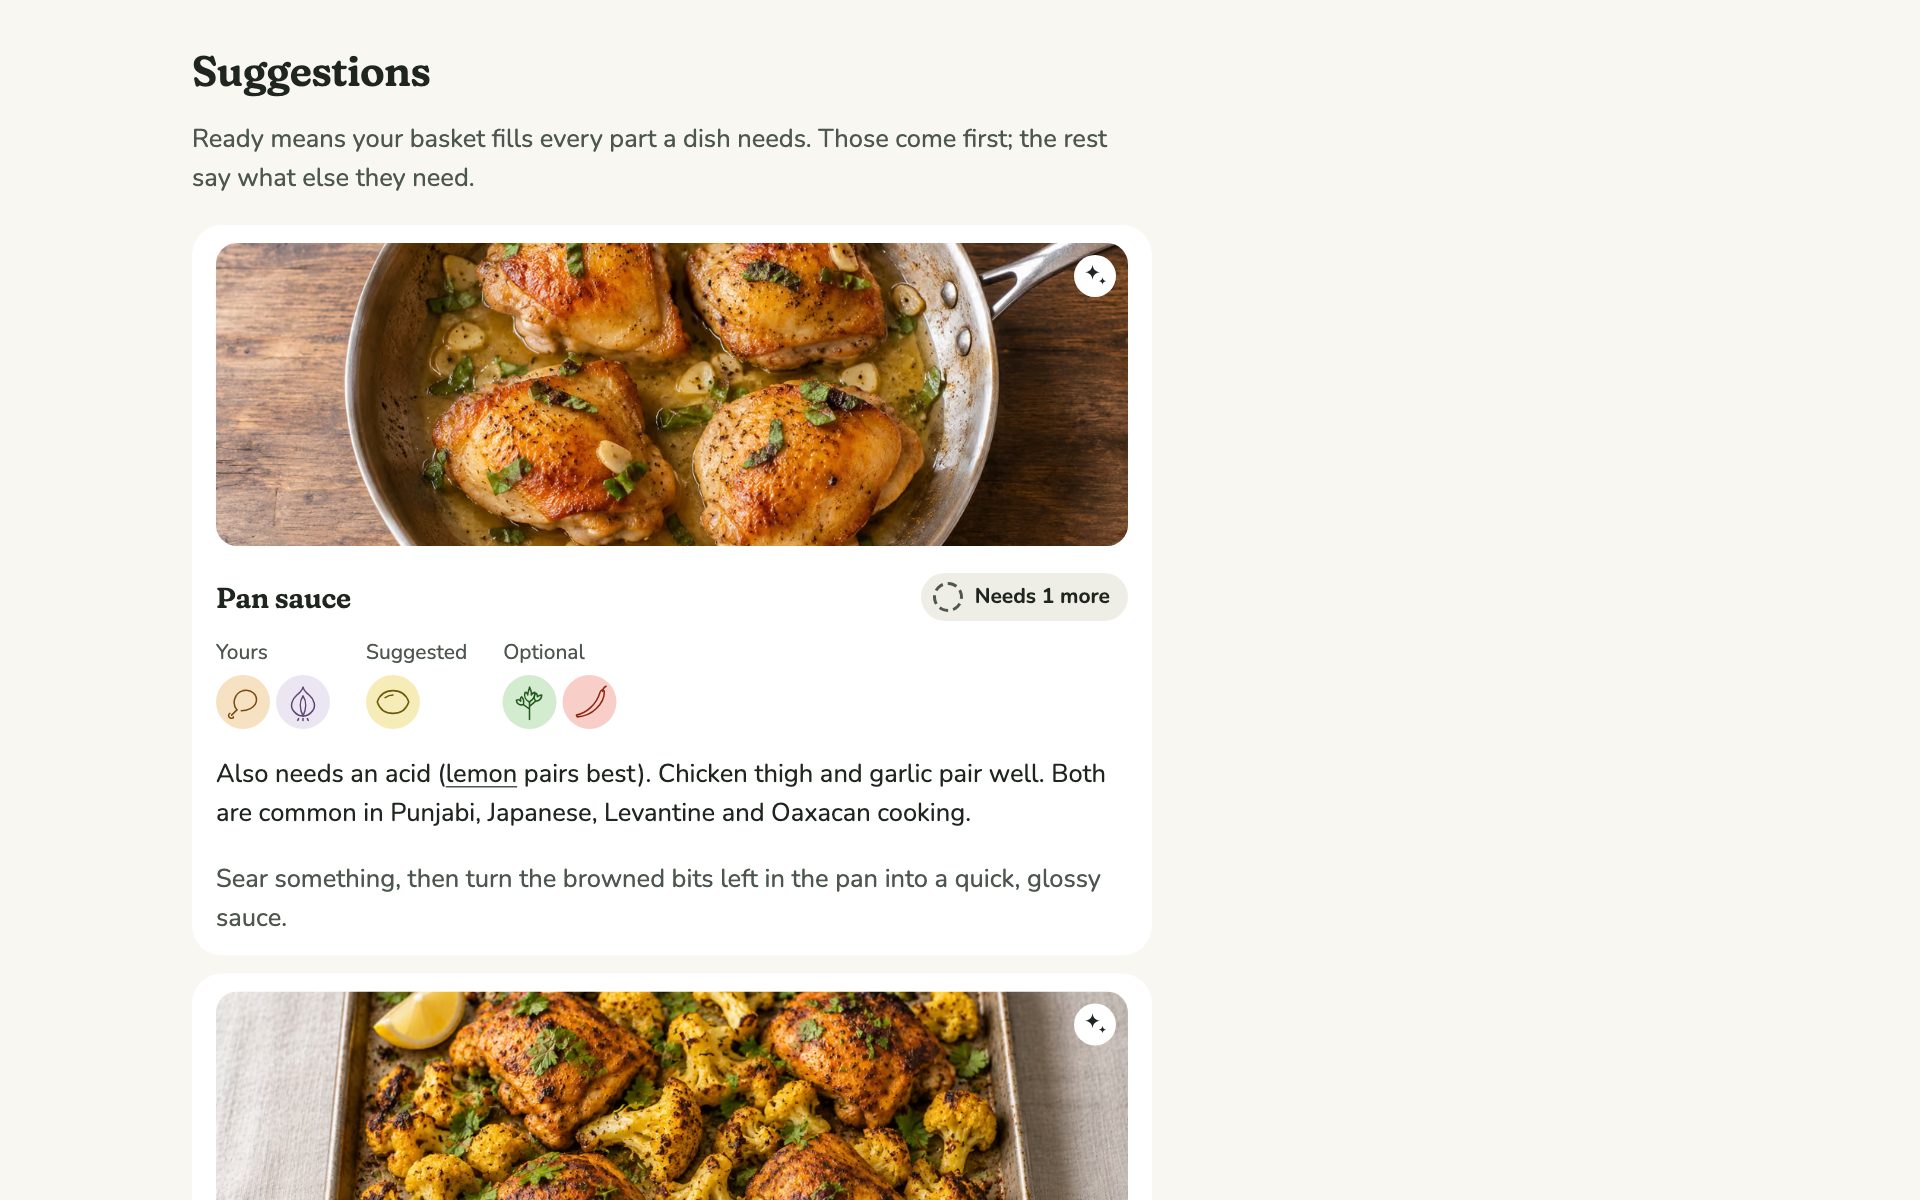 Suggestions
Ready means your basket fills every part a dish needs. Those come first; the rest
say what else they need.
Pan sauce
Needs 1 more
Yours
Suggested
Optional
Also needs an acid (lemon pairs best). Chicken thigh and garlic pair well. Both
are common in Punjabi, Japanese, Levantine and Oaxacan cooking.
Sear something, then turn the browned bits left in the pan into a quick, glossy
sauce.